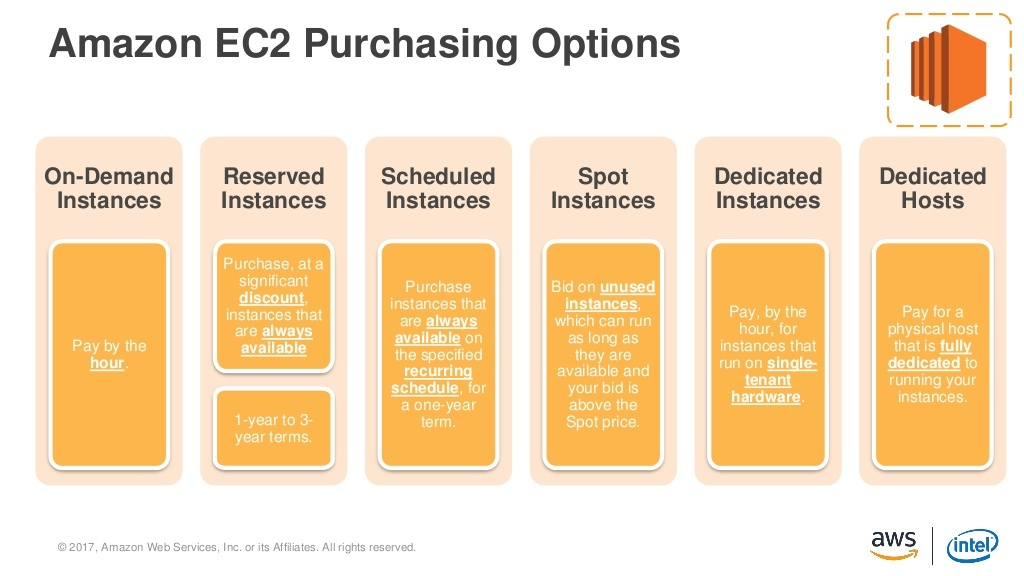 Amazon EC2 Purchasing Options
On-Demand
Instances
Pay by the
hour.
Reserved
Instances
Purchase, at a
significant
discount,
instances that
are always
available
1-year to 3-
year terms.
Scheduled
Instances
Purchase
instances that
are always
available on
the specified
recurring
schedule, for
a one-year
term.
Spot
Instances
Bid on unused
instances,
which can run
as long as
they are
available and
your bid is
above the
Spot price.
Dedicated
Instances
Pay, by the
hour, for
instances that
run on single-
tenant
hardware.
Dedicated
Hosts
Pay for a
physical host
that is fully
dedicated to
running your
instances.
© 2017, Amazon Web Services, Inc. or its Affiliates. All rights reserved.
aws
intel